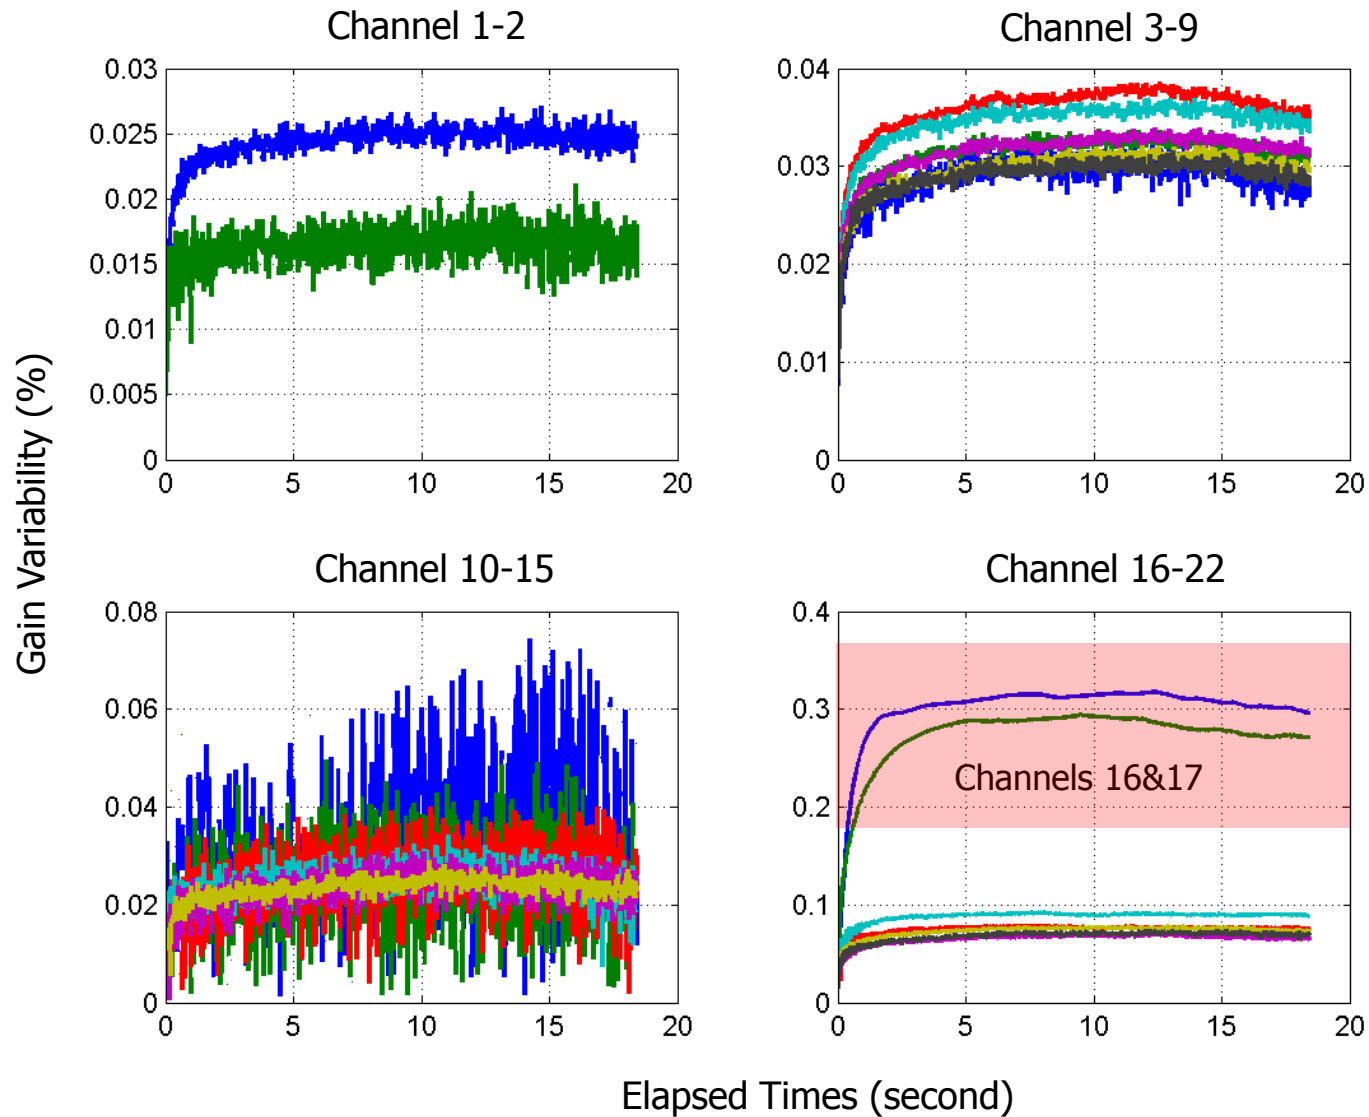 Channel 1-2
Channel 3-9
0.03
0.025
0.02
0.015
0.01
0.005
0
0 5 10 15 20
0.04
0.03
0.02
0.01
0
0 5 10 15 20
Gain Variability (%)
Channel 10-15
Channel 16-22
0.08
0.06
0.04
0.02
0
0 5 10 15 20
0.4
0.3
0.2
0.1
0
Channels 16&17
0 5 10 15 20
Elapsed Times (second)